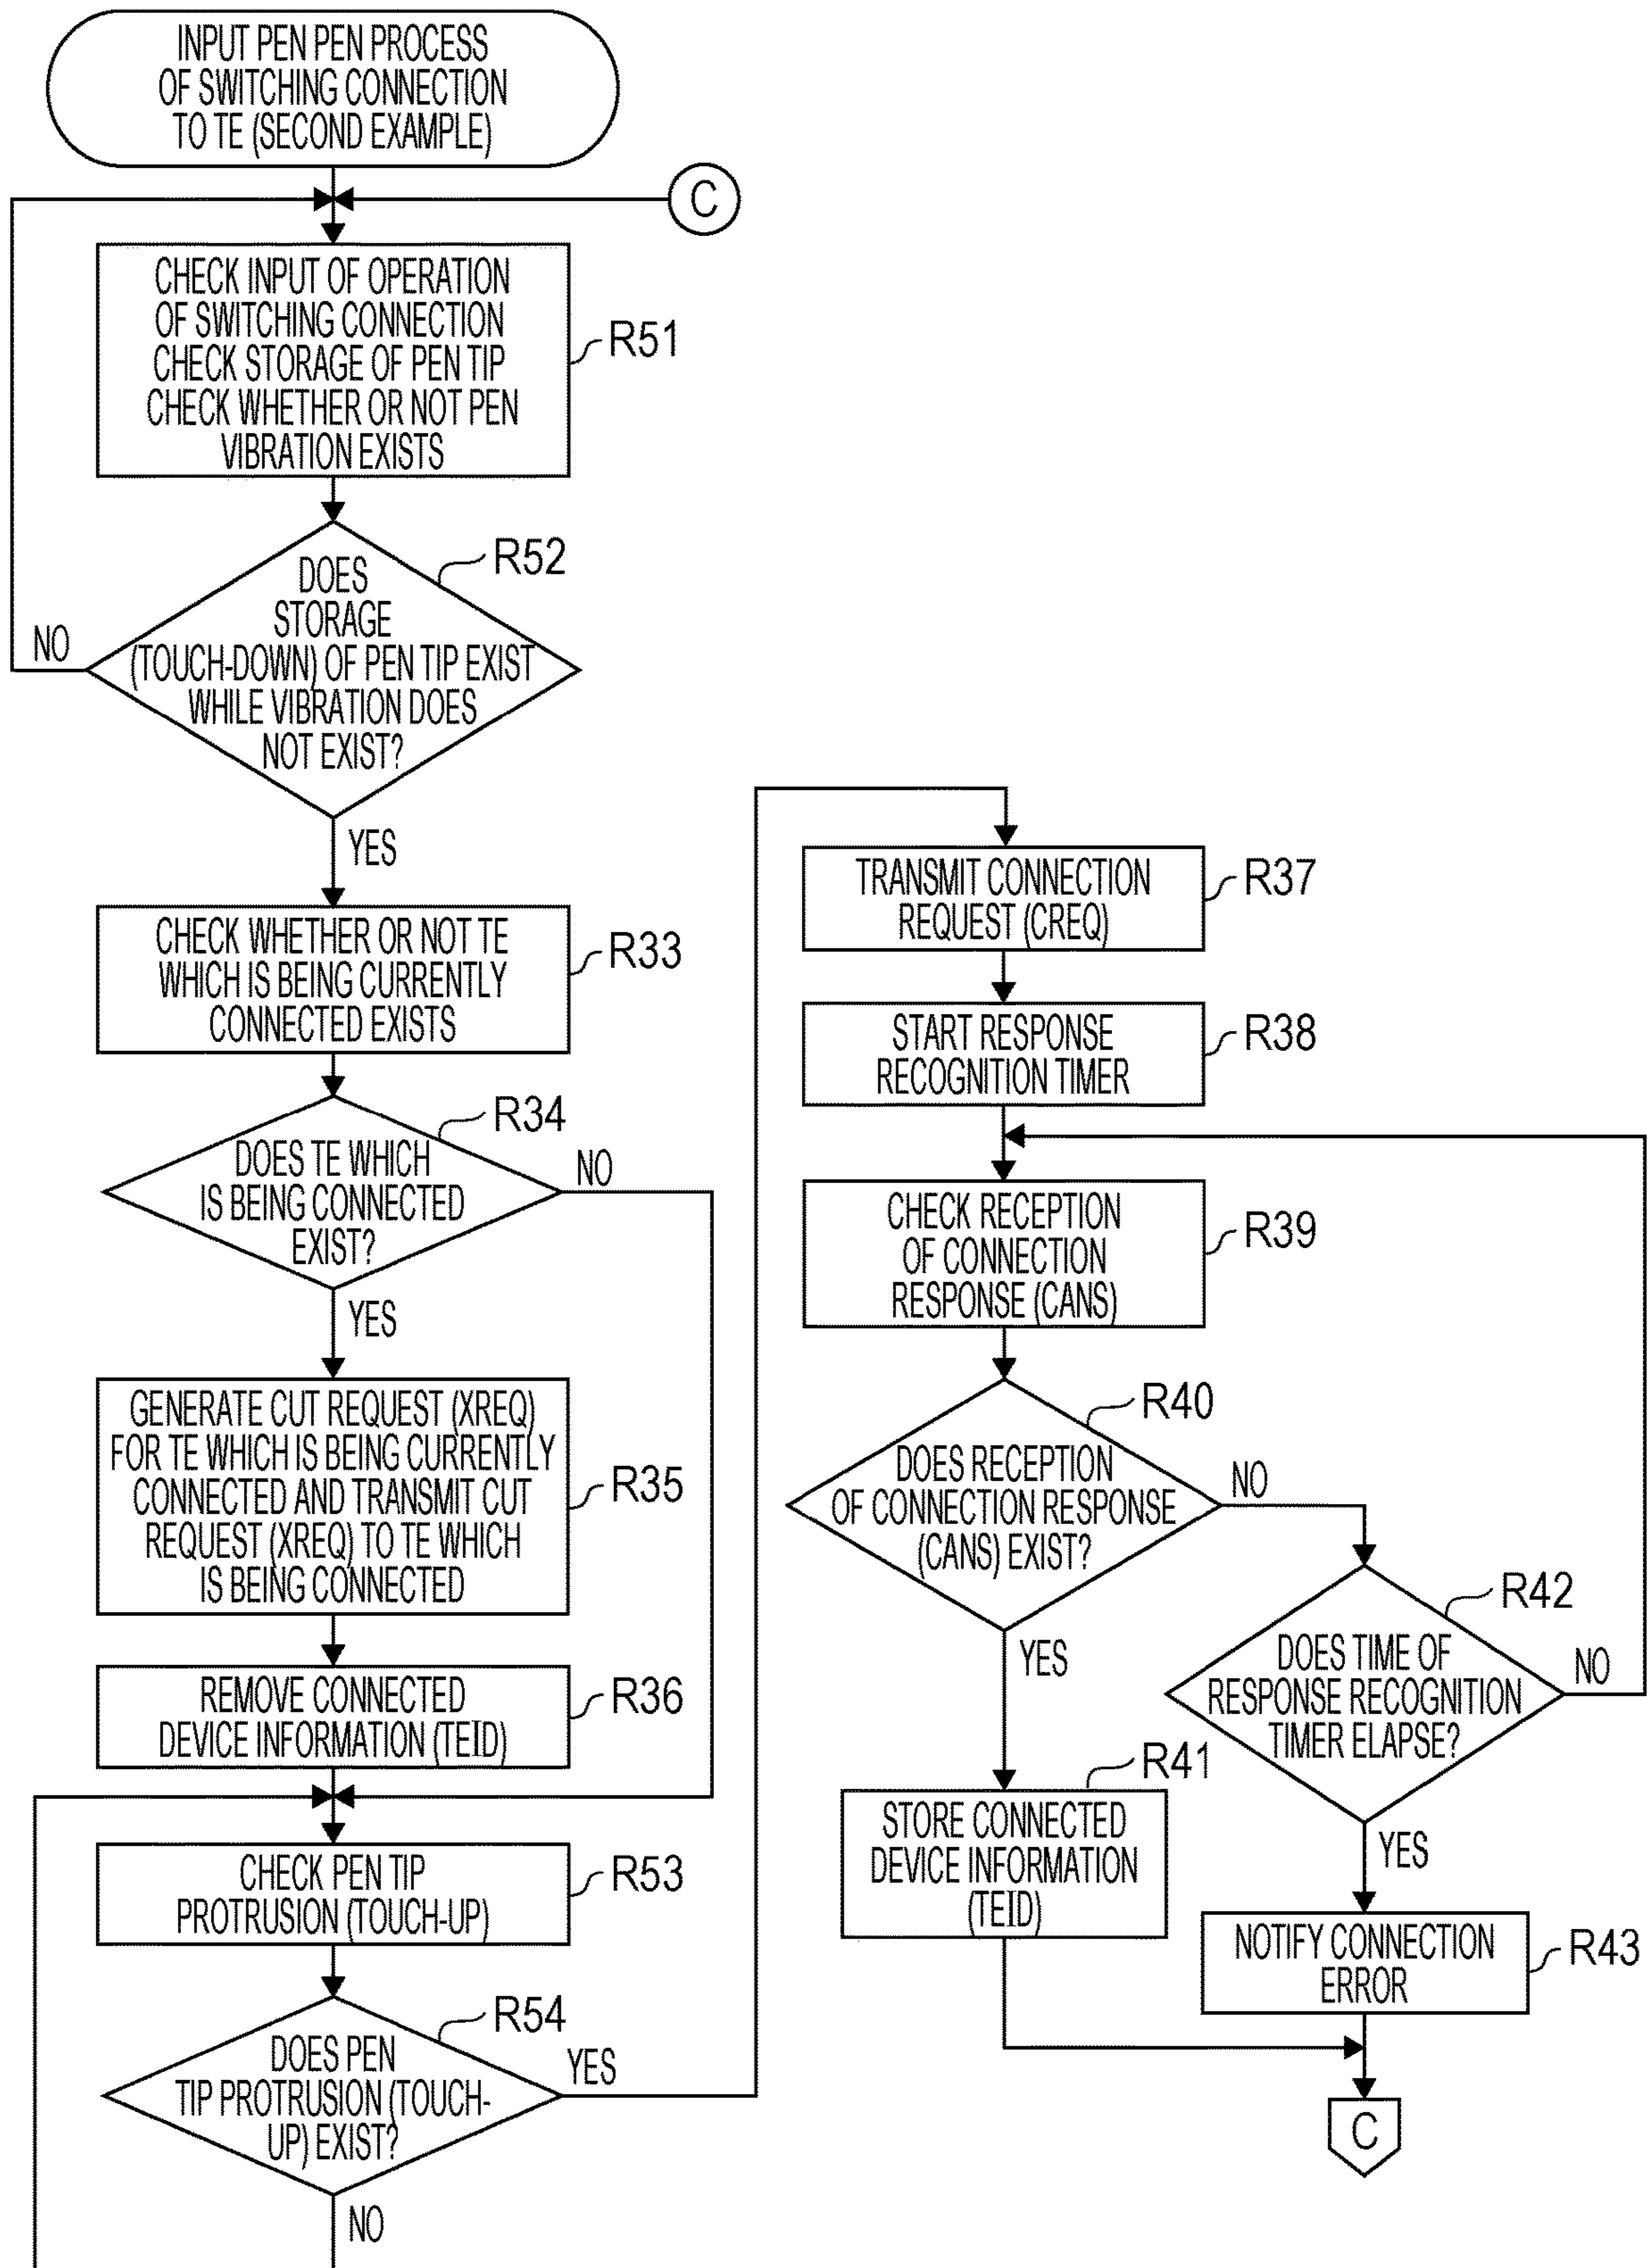 INPUT PEN PEN PROCESS
OF SWITCHING CONNECTION
TO TE (SECOND EXAMPLE)
C
CHECK INPUT OF OPERATION
OF SWITCHING CONNECTION
CHECK STORAGE OF PEN TIP
CHECK WHETHER OR NOT PEN
VIBRATION EXISTS
R51
R52
DOES
STORAGE
(TOUCH-DOWN) OF PEN TIP EXIST
WHILE VIBRATION DOES
NOT EXIST?
NO
YES
CHECK WHETHER OR NOT TE
WHICH IS BEING CURRENTLY
CONNECTED EXISTS
R33
R34
DOES TE WHICH
IS BEING CONNECTED
EXIST?
NO
YES
GENERATE CUT REQUEST (XREQ)
FOR TE WHICH IS BEING CURRENTLY
CONNECTED AND TRANSMIT CUT
REQUEST (XREQ) TO TE WHICH
IS BEING CONNECTED
R35
REMOVE CONNECTED
DEVICE INFORMATION (TEID)
R36
CHECK PEN TIP
PROTRUSION (TOUCH-UP)
R53
R54
DOES PEN
TIP PROTRUSION (TOUCH-
UP) EXIST?
YES
NO
TRANSMIT CONNECTION
REQUEST (CREQ)
R37
START RESPONSE
RECOGNITION TIMER
R38
CHECK RECEPTION
OF CONNECTION
RESPONSE (CANS)
R39
R40
DOES RECEPTION
OF CONNECTION RESPONSE
(CANS) EXIST?
NO
YES
R42
DOES TIME OF
RESPONSE RECOGNITION
TIMER ELAPSE?
NO
YES
R41
STORE CONNECTED
DEVICE INFORMATION
(TEID)
NOTIFY CONNECTION
ERROR
R43
C